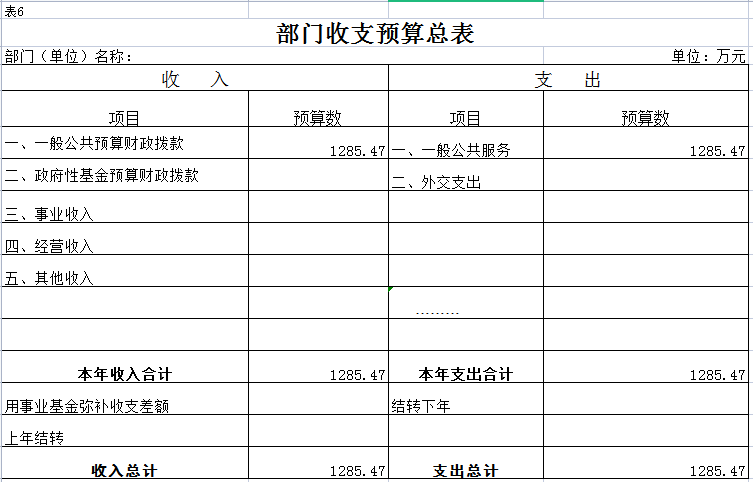 表6
部门收支预算总表
部门（单位）名称： 单位：万元
收 入 支 出
项目 预算数 项目 预算数
一、一般公共预算财政拨款 1285.47 一、一般公共服务 1285.47
二、政府性基金预算财政拨款 二、外交支出
三、事业收入
四、经营收入
五、其他收入
………
本年收入合计 1285.47 本年支出合计 1285.47
用事业基金弥补收支差额 结转下年
上年结转
收入总计 1285.47 支出总计 1285.47